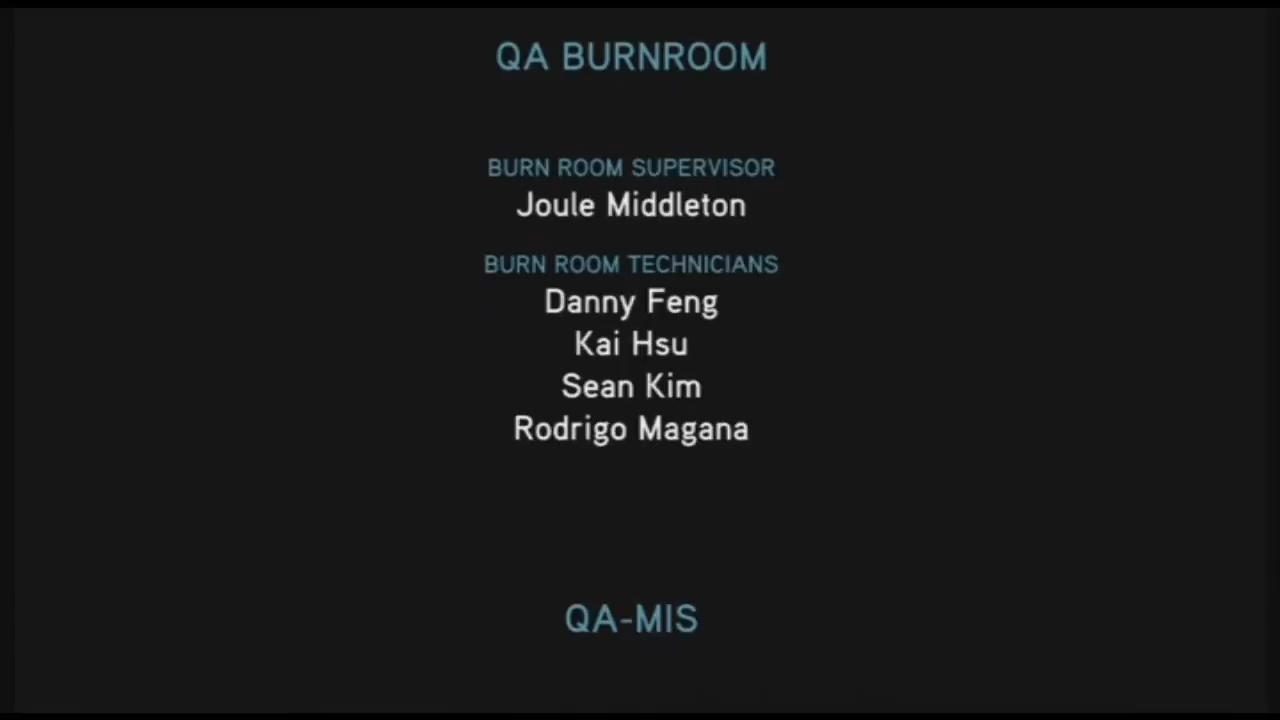 QA BURNROOM
BURN ROOM SUPERVISOR
Joule Middleton
BURN ROOM TECHNICIANS
Danny Feng
Kai Hsu
Sean Kim
Rodrigo Magana
QA-MIS